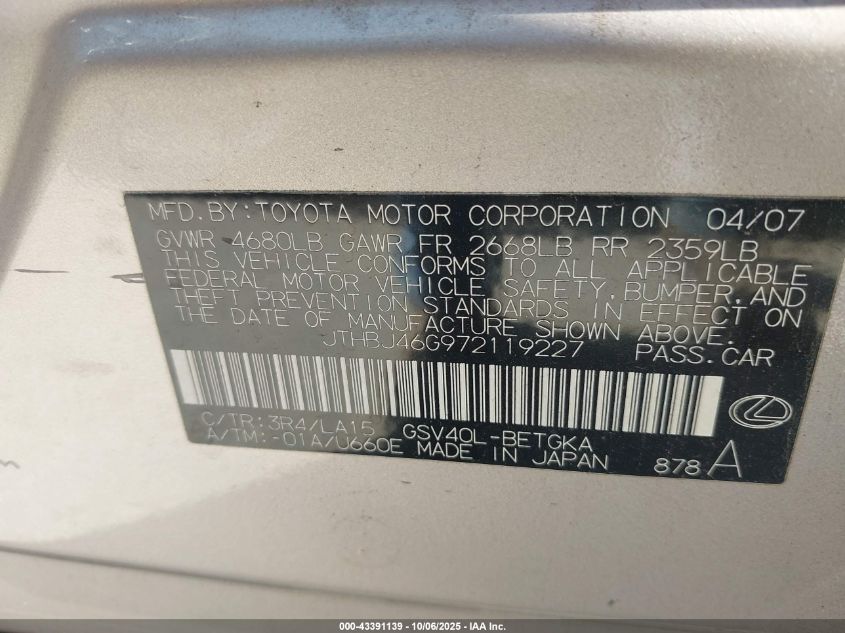 MFD. BY: TOYOTA MOTOR CORPORATION 04/07
GVWR 4680LB GAWR FR 2668LB RR 2359LB
THIS VEHICLE CONFORMS TO ALL APPLICABLE
FEDERAL MOTOR VEHICLE SAFETY, BUMPER, AND
THEFT PREVENTION STANDARDS IN EFFECT ON
THE DATE OF MANUFACTURE SHOWN ABOVE.
JTHBJ46G972119227 PASS. CAR
C/TR: 3R4/LA15 GSV40L-BETGKA
A/TM: -01A/U660E MADE IN JAPAN 878 A
000-43391139 - 10/06/2025 - IAA Inc.